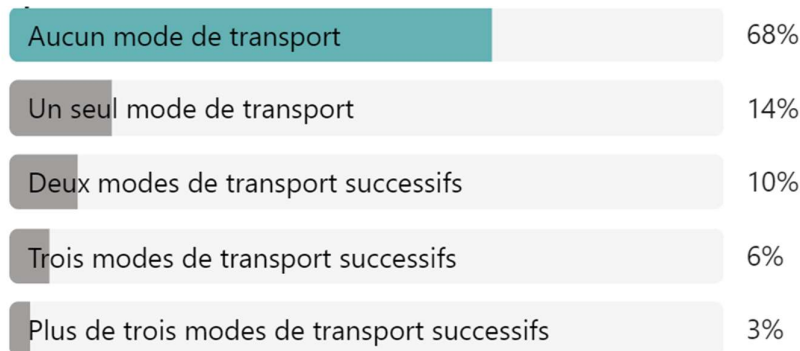 Aucun mode de transport 68%
Un seul mode de transport 14%
Deux modes de transport successifs 10%
Trois modes de transport successifs 6%
Plus de trois modes de transport successifs 3%